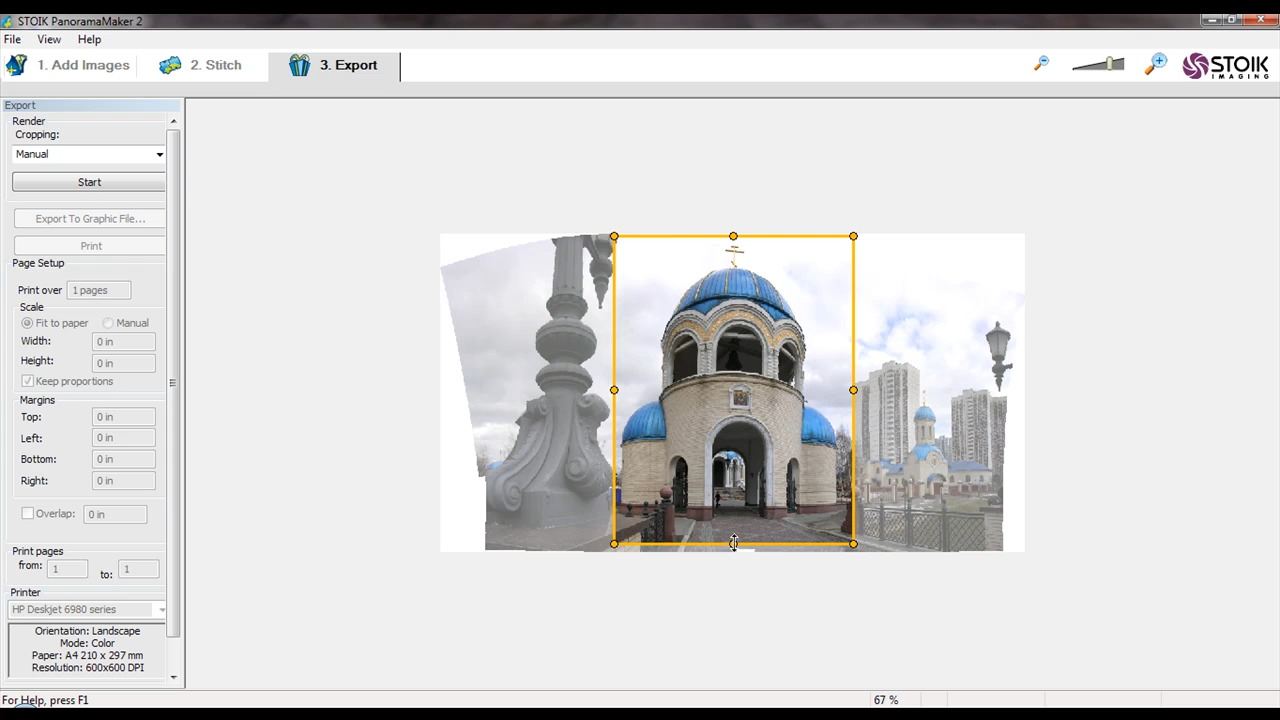 STOIK PanoramaMaker 2
File View Help
1. Add Images 2. Stitch 3. Export
STOIK
IMAGING
Export
Render
Cropping:
Manual
Start
Export To Graphic File...
Print
Page Setup
Print over 1 pages
Scale
Fit to paper Manual
Width: 0 in
Height: 0 in
Keep proportions
Margins
Top: 0 in
Left: 0 in
Bottom: 0 in
Right: 0 in
Overlap: 0 in
Print pages
from: 1 to: 1
Printer
HP Deskjet 6980 series
Orientation: Landscape
Mode: Color
Paper: A4 210 x 297 mm
Resolution: 600x600 DPI
For Help, press F1 67 %